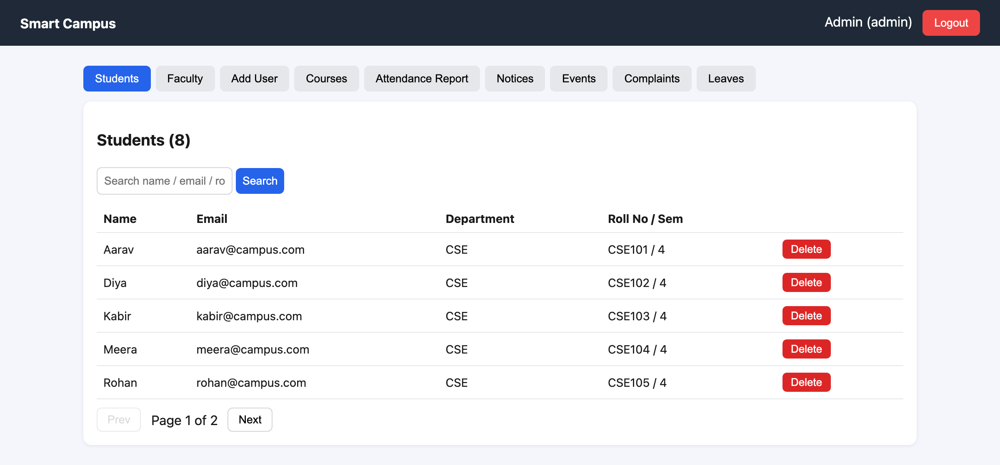 Smart Campus
Admin (admin) Logout
Students Faculty Add User Courses Attendance Report Notices Events Complaints Leaves
Students (8)
Search name / email / ro Search
Name Email Department Roll No / Sem
Aarav aarav@campus.com CSE CSE101 / 4 Delete
Diya diya@campus.com CSE CSE102 / 4 Delete
Kabir kabir@campus.com CSE CSE103 / 4 Delete
Meera meera@campus.com CSE CSE104 / 4 Delete
Rohan rohan@campus.com CSE CSE105 / 4 Delete
Prev Page 1 of 2 Next